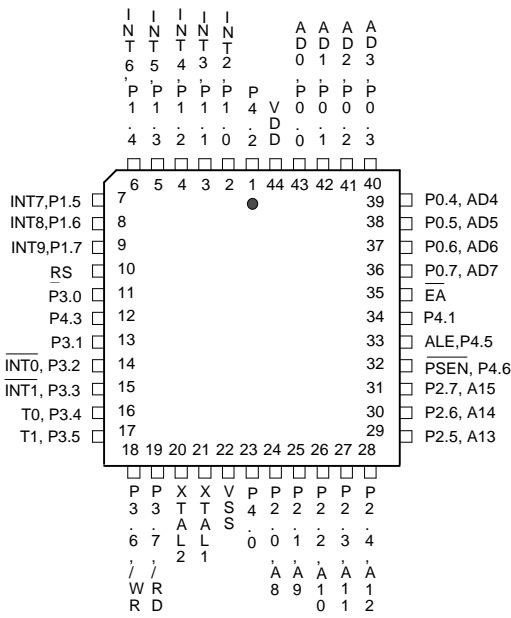 INT6,P1.4
INT5,P1.3
INT4,P1.2
INT3,P1.1
INT2,P1.0
P4.2
VDD
AD0,P0.0
AD1,P0.1
AD2,P0.2
AD3,P0.3
6 5 4 3 2 1 44 43 42 41 40
INT7,P1.5 7
INT8,P1.6 8
INT9,P1.7 9
RS 10
P3.0 11
P4.3 12
P3.1 13
INT0, P3.2 14
INT1, P3.3 15
T0, P3.4 16
T1, P3.5 17
39 P0.4, AD4
38 P0.5, AD5
37 P0.6, AD6
36 P0.7, AD7
35 EA
34 P4.1
33 ALE,P4.5
32 PSEN, P4.6
31 P2.7, A15
30 P2.6, A14
29 P2.5, A13
18 19 20 21 22 23 24 25 26 27 28
P3.6,/WR
P3.7,/RD
XTAL2
XTAL1
VSS
P4.0
P2.0,A8
P2.1,A9
P2.2,A10
P2.3,A11
P2.4,A12